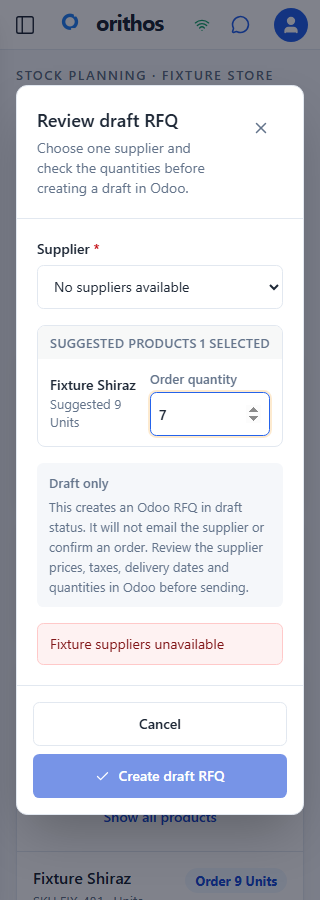 orithos
STOCK PLANNING · FIXTURE STORE
Review draft RFQ
Choose one supplier and
check the quantities before
creating a draft in Odoo.
Supplier *
No suppliers available
SUGGESTED PRODUCTS 1 SELECTED
Fixture Shiraz
Suggested 9
Units
Order quantity
7
Draft only
This creates an Odoo RFQ in draft
status. It will not email the supplier or
confirm an order. Review the supplier
prices, taxes, delivery dates and
quantities in Odoo before sending.
Fixture suppliers unavailable
Cancel
Create draft RFQ
Show all products
Fixture Shiraz
Order 9 Units